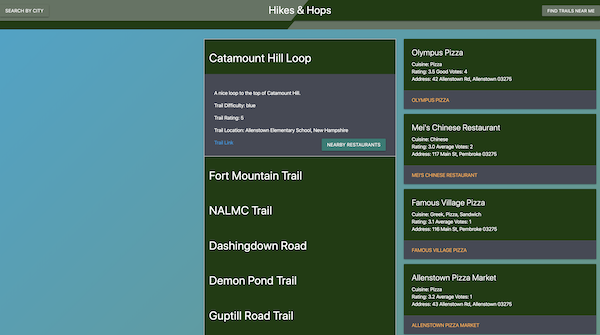 SEARCH BY CITY
Hikes & Hops
FIND TRAILS NEAR ME
Catamount Hill Loop
A nice loop to the top of Catamount Hill.
Trail Difficulty: blue
Trail Rating: 5
Trail Location: Allenstown Elementary School, New Hampshire
Trail Link
NEARBY RESTAURANTS
Fort Mountain Trail
NALMC Trail
Dashingdown Road
Demon Pond Trail
Guptill Road Trail
Olympus Pizza
Cuisine: Pizza
Rating: 3.5 Good Votes: 4
Address: 42 Allenstown Rd, Allenstown 03275
OLYMPUS PIZZA
Mei's Chinese Restaurant
Cuisine: Chinese
Rating: 3.0 Average Votes: 2
Address: 117 Main St, Pembroke 03275
MEI'S CHINESE RESTAURANT
Famous Village Pizza
Cuisine: Greek, Pizza, Sandwich
Rating: 3.1 Average Votes: 1
Address: 116 Main St, Pembroke 03275
FAMOUS VILLAGE PIZZA
Allenstown Pizza Market
Cuisine: Pizza
Rating: 3.2 Average Votes: 1
Address: 43 Allenstown Rd, Allenstown 03275
ALLENSTOWN PIZZA MARKET